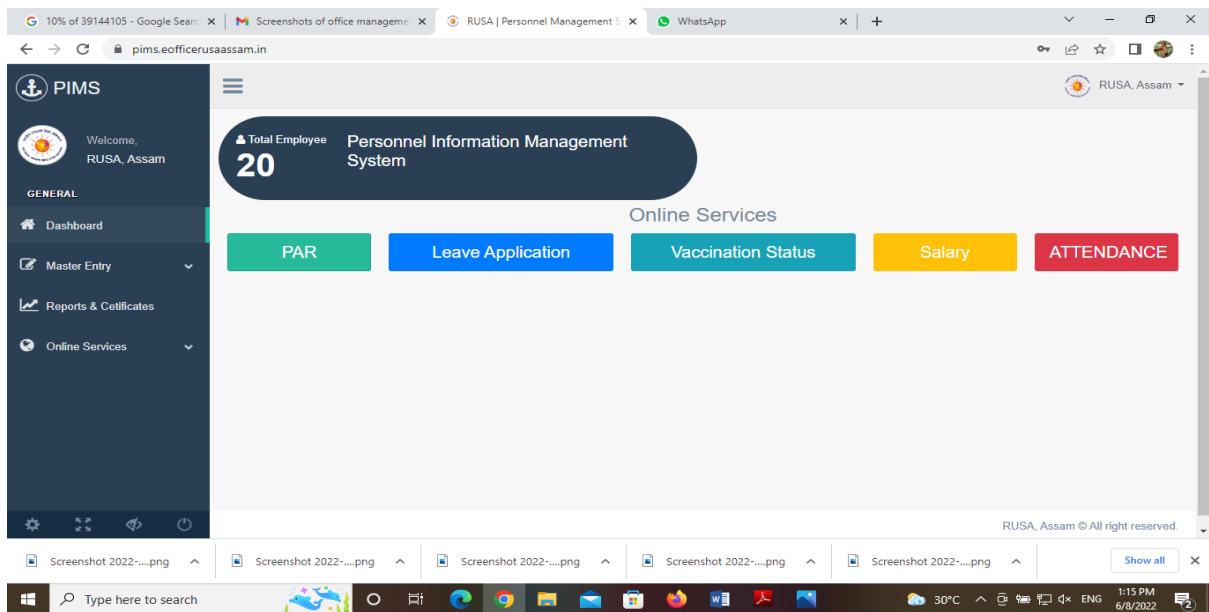 10% of 39144105 - Google Searc
Screenshots of office manageme
RUSA | Personnel Management S
WhatsApp
pims.eofficerusaassam.in
PIMS
RUSA, Assam
Welcome,
RUSA, Assam
Total Employee
20
Personnel Information Management
System
GENERAL
Dashboard
Master Entry
Reports & Cetificates
Online Services
Online Services
PAR
Leave Application
Vaccination Status
Salary
ATTENDANCE
RUSA, Assam © All right reserved.
Screenshot 2022-....png
Screenshot 2022-....png
Screenshot 2022-....png
Screenshot 2022-....png
Screenshot 2022-....png
Show all
Type here to search
30°C
ENG
1:15 PM
6/8/2022
2